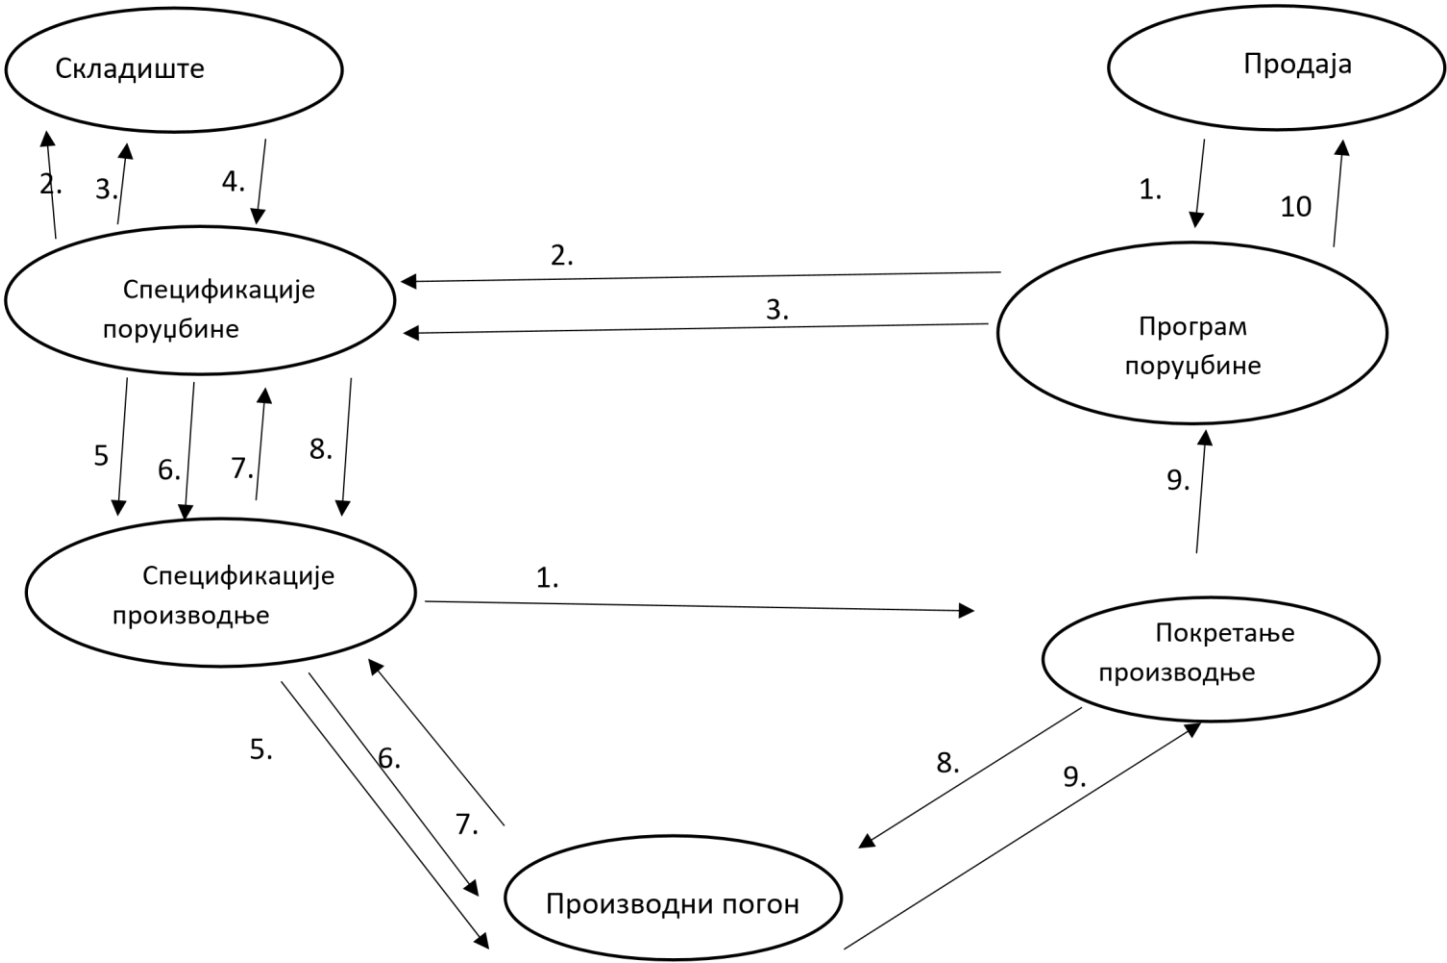 Складиште
Продаја
2.
3.
4.
1.
10
Спецификације
поруџбине
2.
3.
Програм
поруџбине
5
6.
7.
8.
9.
Спецификације
производње
1.
Покретање
производње
5.
6.
7.
8.
9.
Производни погон